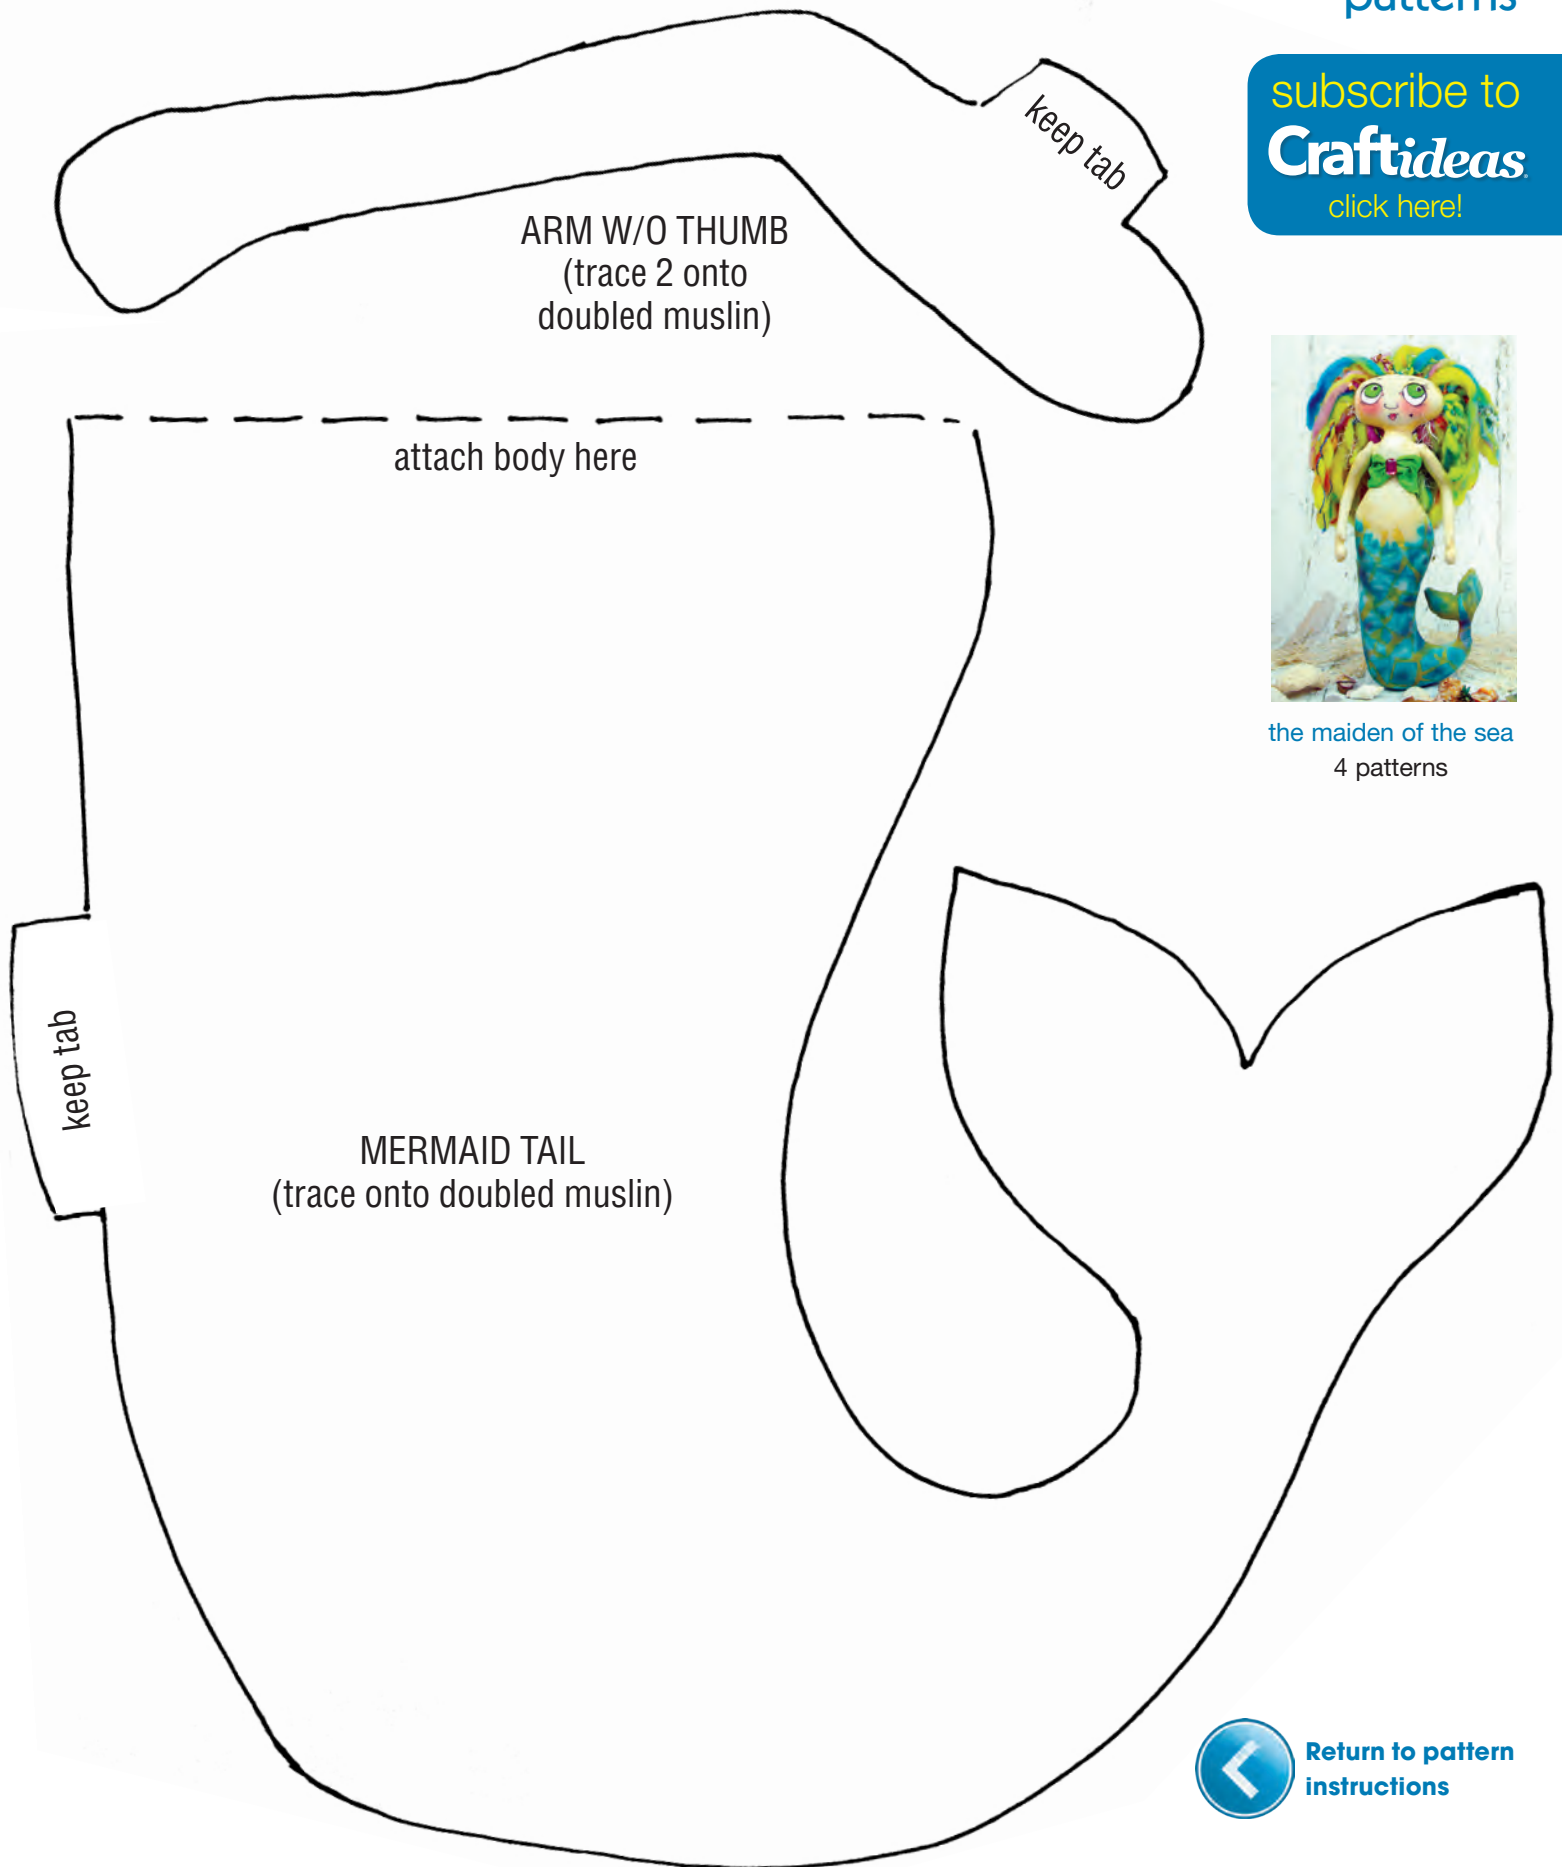 patterns
subscribe to
Craftideas
click here!
keep tab
ARM W/O THUMB
(trace 2 onto
doubled muslin)
attach body here
the maiden of the sea
4 patterns
keep tab
MERMAID TAIL
(trace onto doubled muslin)
Return to pattern
instructions